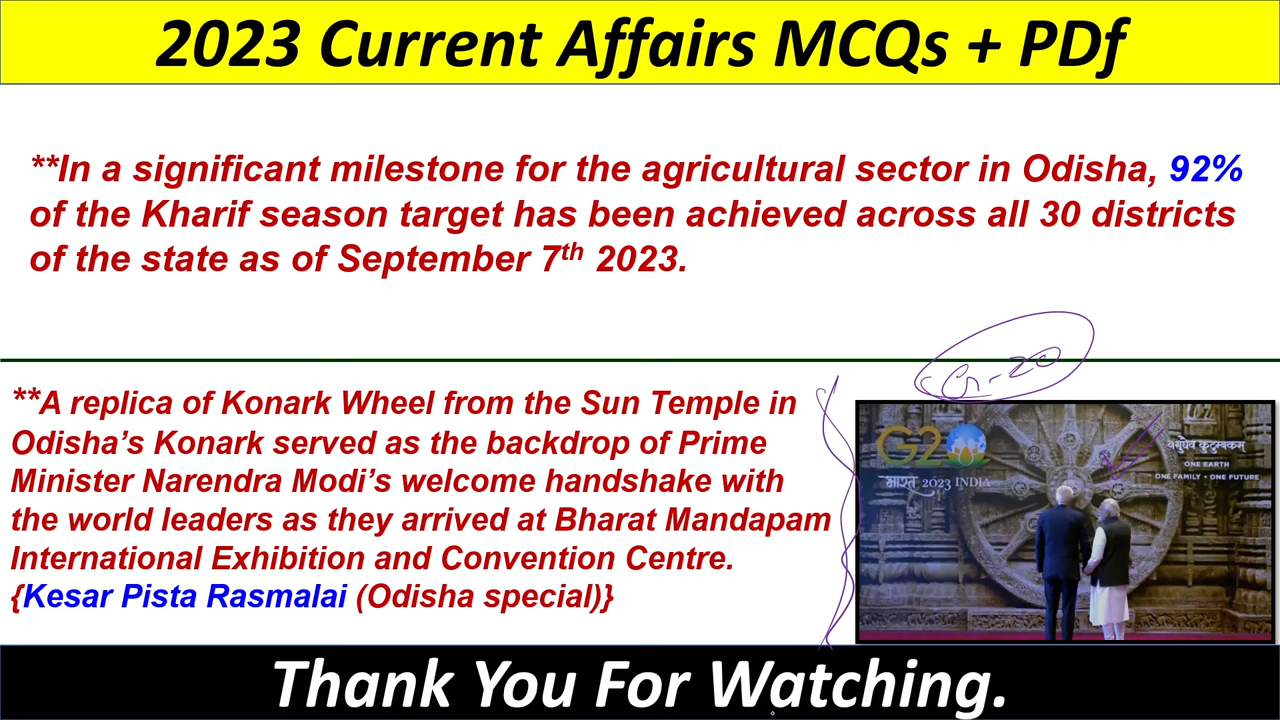 2023 Current Affairs MCQs + PDf
**In a significant milestone for the agricultural sector in Odisha, 92%
of the Kharif season target has been achieved across all 30 districts
of the state as of September 7th 2023.
G-20
**A replica of Konark Wheel from the Sun Temple in
Odisha’s Konark served as the backdrop of Prime
Minister Narendra Modi’s welcome handshake with
the world leaders as they arrived at Bharat Mandapam
International Exhibition and Convention Centre.
{Kesar Pista Rasmalai (Odisha special)}
G20
भारत 2023 INDIA
वसुधैव कुटुम्बकम्
ONE EARTH
ONE FAMILY • ONE FUTURE
Thank You For Watching.